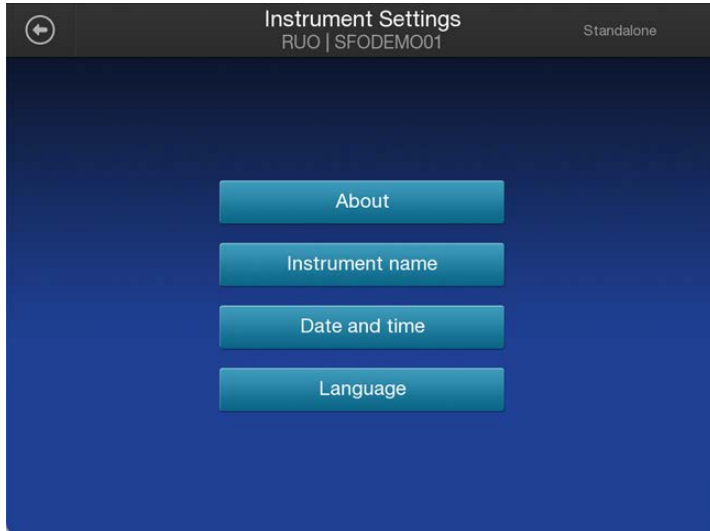 Instrument Settings
RUO | SFODEMO01
Standalone
About
Instrument name
Date and time
Language